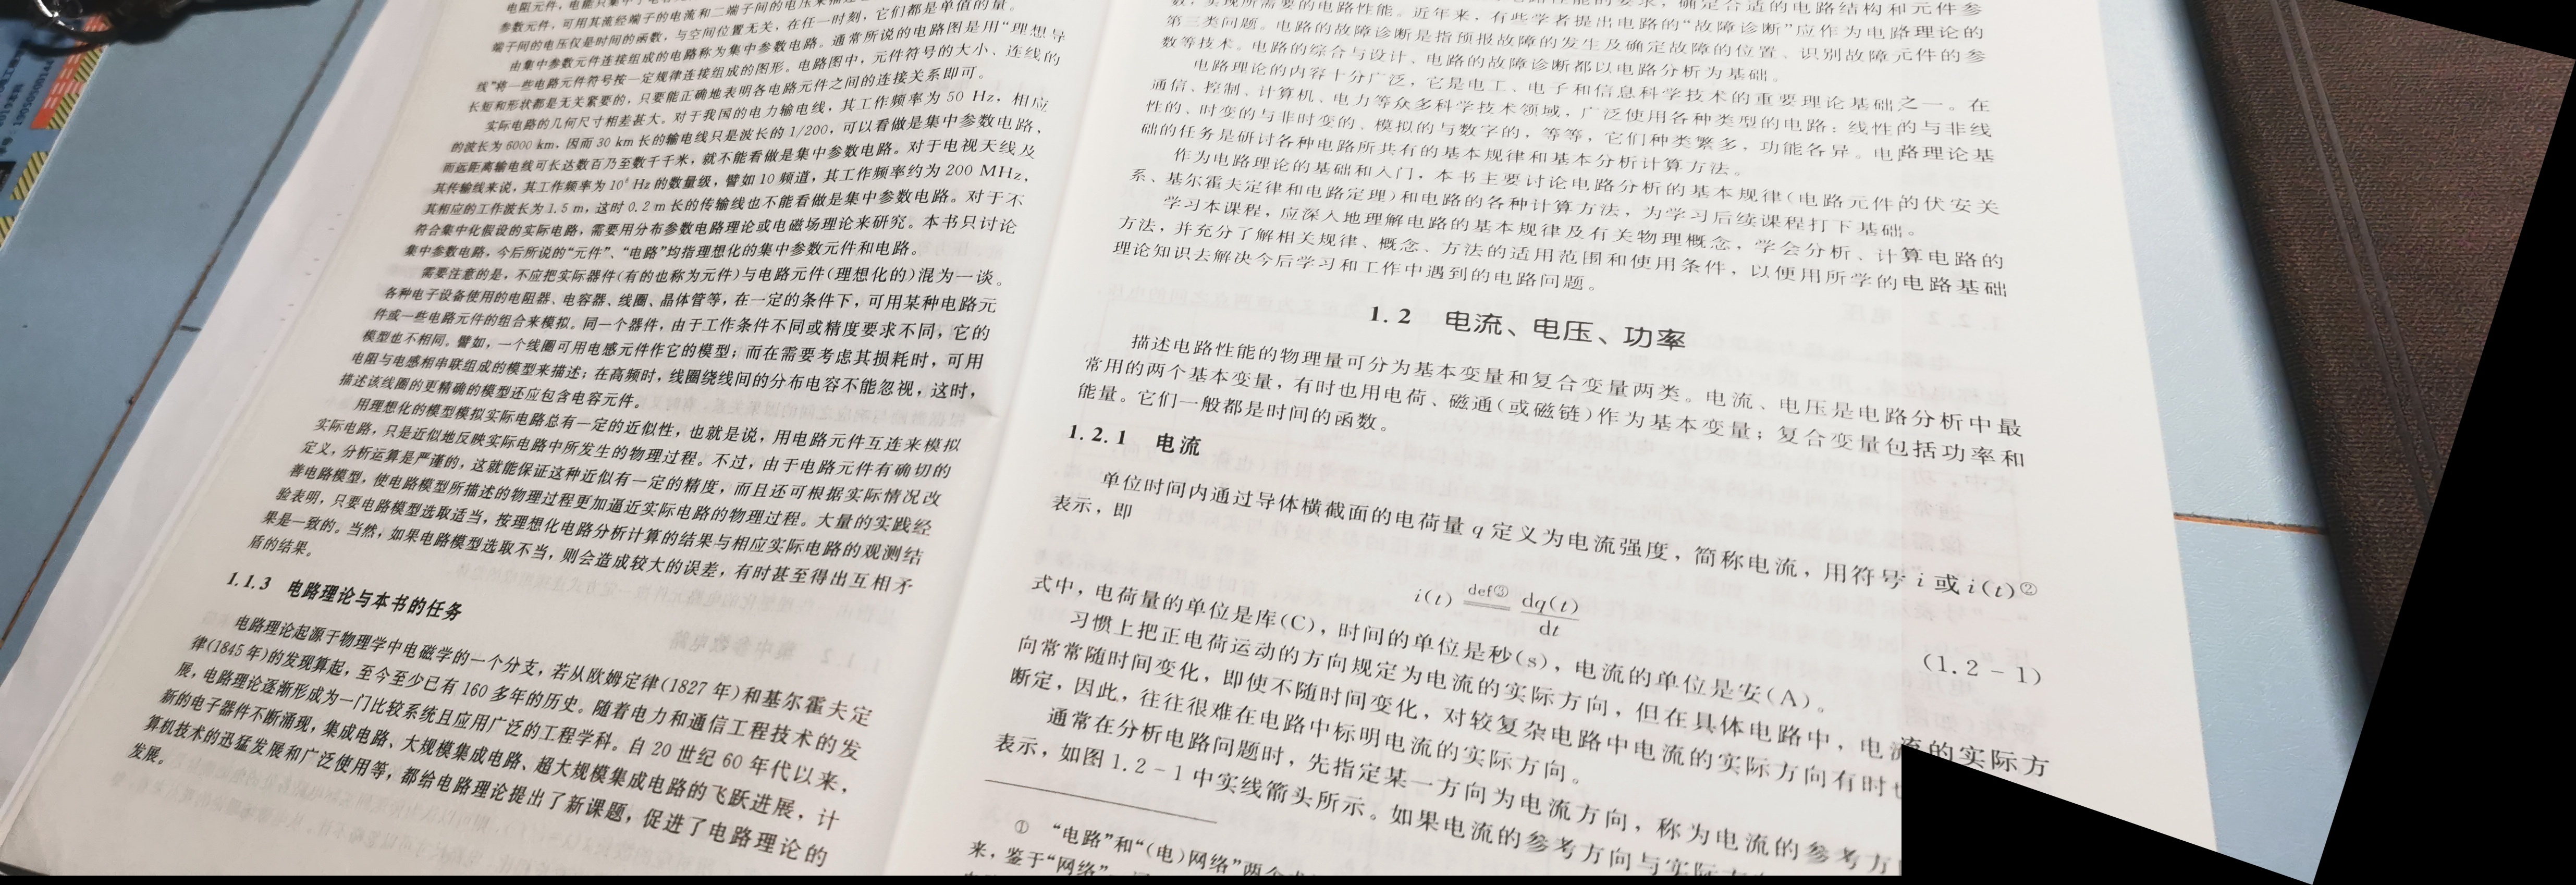 参数元件，可用其流经端子的电流和二端子间的电压来描述
端子间的电压仅是时间的函数，与空间位置无关，在任一时刻，它们都是单值的量。
由集中参数元件连接组成的电路称为集中参数电路。通常所说的电路图是用“理想导
线”将一些电路元件符号按一定规律连接组成的图形。电路图中，元件符号的大小、连线的
长短和形状都是无关紧要的，只要能正确地表明各电路元件之间的连接关系即可。
实际电路的几何尺寸相差甚大。对于我国的电力输电线，其工作频率为 50 Hz，相应
的波长为 6000 km，因而 30 km 长的输电线只是波长的 1/200，可以看做是集中参数电路，
而远距离输电线可长达数百乃至数千千米，就不能看做是集中参数电路。对于电视天线及
其传输线来说，其工作频率为 10⁸ Hz 的数量级，譬如 10 频道，其工作频率约为 200 MHz，
其相应的工作波长为 1.5 m，这时 0.2 m 长的传输线也不能看做是集中参数电路。对于不
符合集中化假设的实际电路，需要用分布参数电路理论或电磁场理论来研究。本书只讨论
集中参数电路，今后所说的“元件”、“电路”均指理想化的集中参数元件和电路。
需要注意的是，不应把实际器件(有的也称为元件)与电路元件(理想化的)混为一谈。
各种电子设备使用的电阻器、电容器、线圈、晶体管等，在一定的条件下，可用某种电路元
件或一些电路元件的组合来模拟。同一个器件，由于工作条件不同或精度要求不同，它的
模型也不相同。譬如，一个线圈可用电感元件作它的模型；而在需要考虑其损耗时，可用
电阻与电感相串联组成的模型来描述；在高频时，线圈绕线间的分布电容不能忽视，这时，
描述该线圈的更精确的模型还应包含电容元件。
用理想化的模型模拟实际电路总有一定的近似性，也就是说，用电路元件互连来模拟
实际电路，只是近似地反映实际电路中所发生的物理过程。不过，由于电路元件有确切的
定义，分析运算是严谨的，这就能保证这种近似有一定的精度，而且还可根据实际情况改
善电路模型，使电路模型所描述的物理过程更加逼近实际电路的物理过程。大量的实践经
验表明，只要电路模型选取适当，按理想化电路分析计算的结果与相应实际电路的观测结
果是一致的。当然，如果电路模型选取不当，则会造成较大的误差，有时甚至得出互相矛
盾的结果。
1.1.3 电路理论与本书的任务
电路理论起源于物理学中电磁学的一个分支，若从欧姆定律(1827 年)和基尔霍夫定
律(1845 年)的发现算起，至今至少已有 160 多年的历史。随着电力和通信工程技术的发
展，电路理论逐渐形成为一门比较系统且应用广泛的工程学科。自 20 世纪 60 年代以来，
新的电子器件不断涌现，集成电路、大规模集成电路、超大规模集成电路的飞跃进展，计
算机技术的迅猛发展和广泛使用等，都给电路理论提出了新课题，促进了电路理论的
发展。
数，实现所需要的电路性能。近年来，有些学者提出电路的“故障诊断”应作为电路理论的
第三类问题。电路的故障诊断是指预报故障的发生及确定故障的位置、识别故障元件的参
数等技术。电路的综合与设计、电路的故障诊断都以电路分析为基础。
电路理论的内容十分广泛，它是电工、电子和信息科学技术的重要理论基础之一。在
通信、控制、计算机、电力等众多科学技术领域，广泛使用各种类型的电路：线性的与非线
性的、时变的与非时变的、模拟的与数字的，等等，它们种类繁多，功能各异。电路理论基
础的任务是研讨各种电路所共有的基本规律和基本分析计算方法。
作为电路理论的基础和入门，本书主要讨论电路分析的基本规律(电路元件的伏安关
系、基尔霍夫定律和电路定理)和电路的各种计算方法，为学习后续课程打下基础。
学习本课程，应深入地理解电路的基本规律及有关物理概念，学会分析、计算电路的
方法，并充分了解相关规律、概念、方法的适用范围和使用条件，以便用所学的电路基础
理论知识去解决今后学习和工作中遇到的电路问题。
1.2 电流、电压、功率
描述电路性能的物理量可分为基本变量和复合变量两类。电流、电压是电路分析中最
常用的两个基本变量，有时也用电荷、磁通(或磁链)作为基本变量；复合变量包括功率和
能量。它们一般都是时间的函数。
1.2.1 电流
单位时间内通过导体横截面的电荷量 q 定义为电流强度，简称电流，用符号 i 或 i(t)②
表示，即
i(t) def③ dq(t)/dt (1.2-1)
式中，电荷量的单位是库(C)，时间的单位是秒(s)，电流的单位是安(A)。
习惯上把正电荷运动的方向规定为电流的实际方向，但在具体电路中，电流的实际方
向常常随时间变化，即使不随时间变化，对较复杂电路中电流的实际方向有时
断定，因此，往往很难在电路中标明电流的实际方向。
通常在分析电路问题时，先指定某一方向为电流方向，称为电流的参考方
表示，如图 1.2-1 中实线箭头所示。如果电流的参考方向与实际方
① “电路”和“(电)网络”两个
来，鉴于“网络”